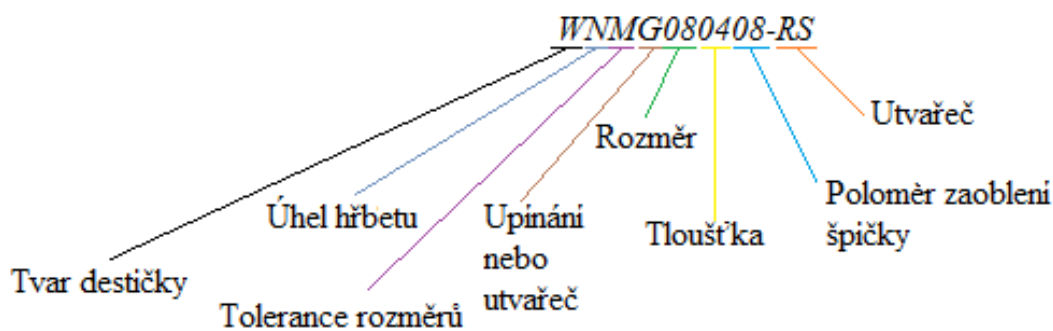 WNMG080408-RS
Utvařeč
Rozměr
Poloměr zaoblení
špičky
Úhel hřbetu
Upínání
nebo
utvařeč
Tloušťka
Tvar destičky
Tolerance rozměrů